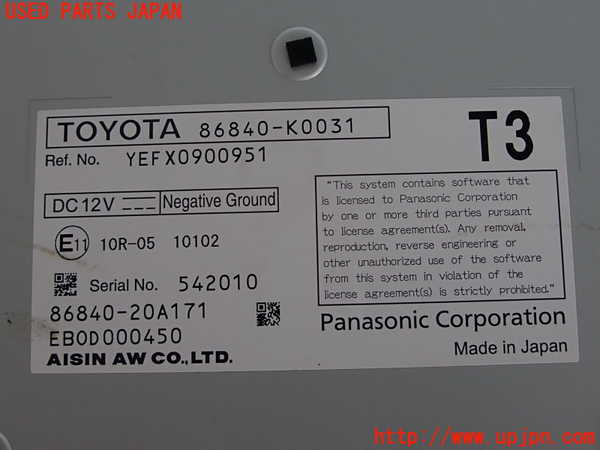 USED PARTS JAPAN
TOYOTA 86840-K0031
T3
Ref. No. YEFX0900951
DC 12V Negative Ground
E11 10R-05 10102
Serial No. 542010
86840-20A171
EB0D000450
AISIN AW CO., LTD.
"This system contains software that
is licensed to Panasonic Corporation
by one or more third parties pursuant
to license agreement(s). Any removal,
reproduction, reverse engineering or
other unauthorized use of the software
from this system in violation of the
license agreement(s) is strictly prohibited."
Panasonic Corporation
Made in Japan
http://www.upjpn.com/